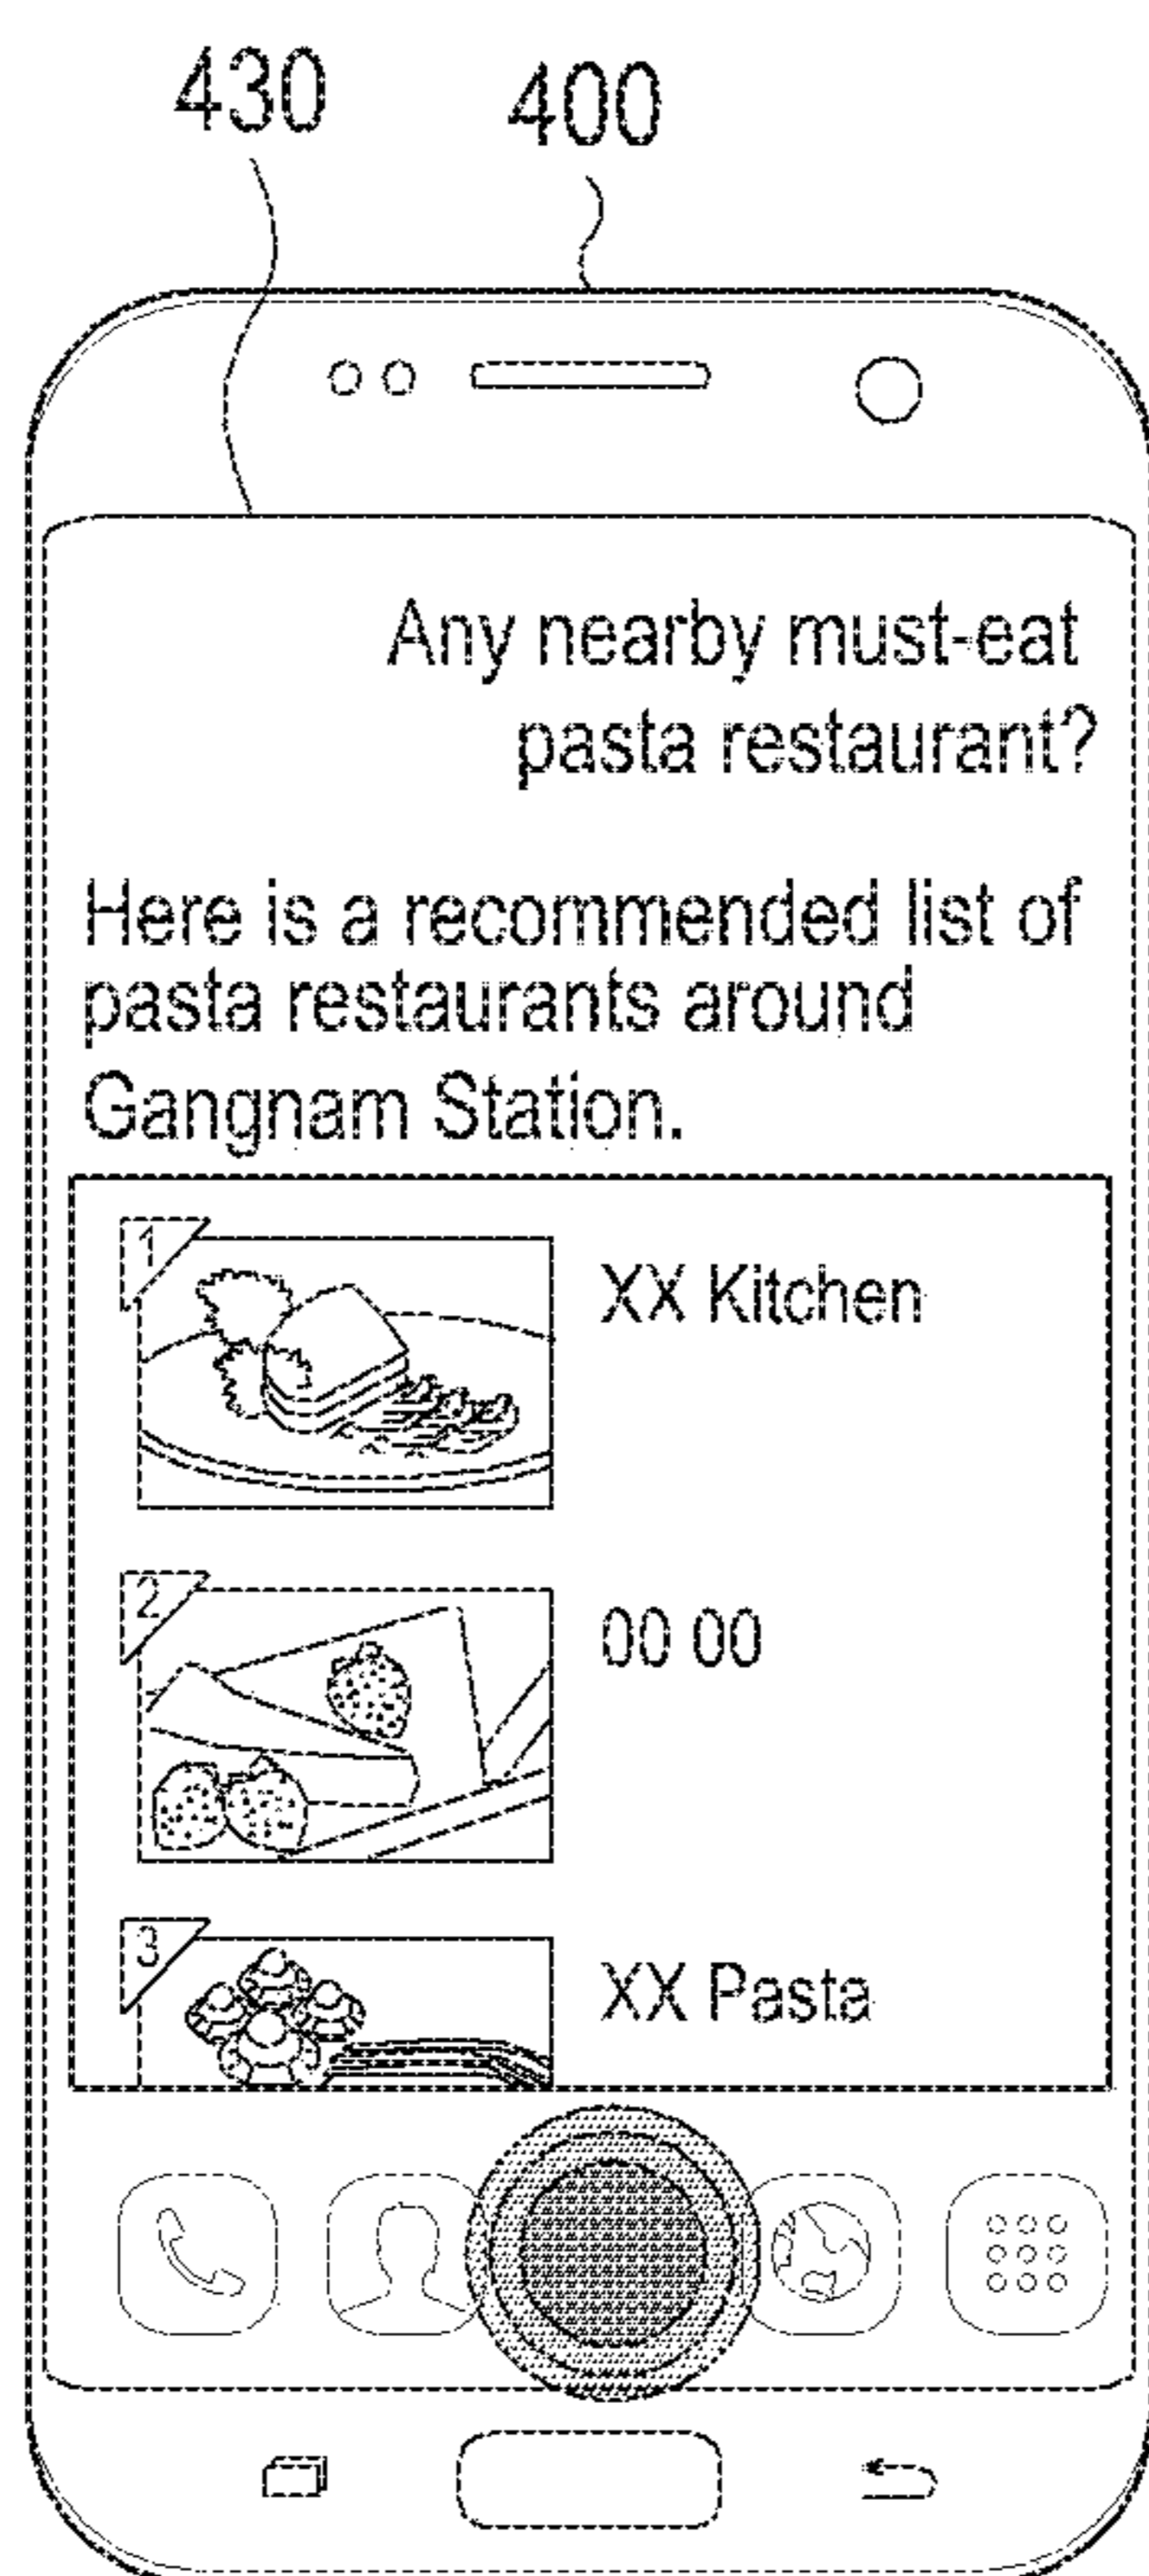 430 400
Any nearby must-eat
pasta restaurant?
Here is a recommended list of
pasta restaurants around
Gangnam Station.
1
XX Kitchen
2
00 00
3
XX Pasta